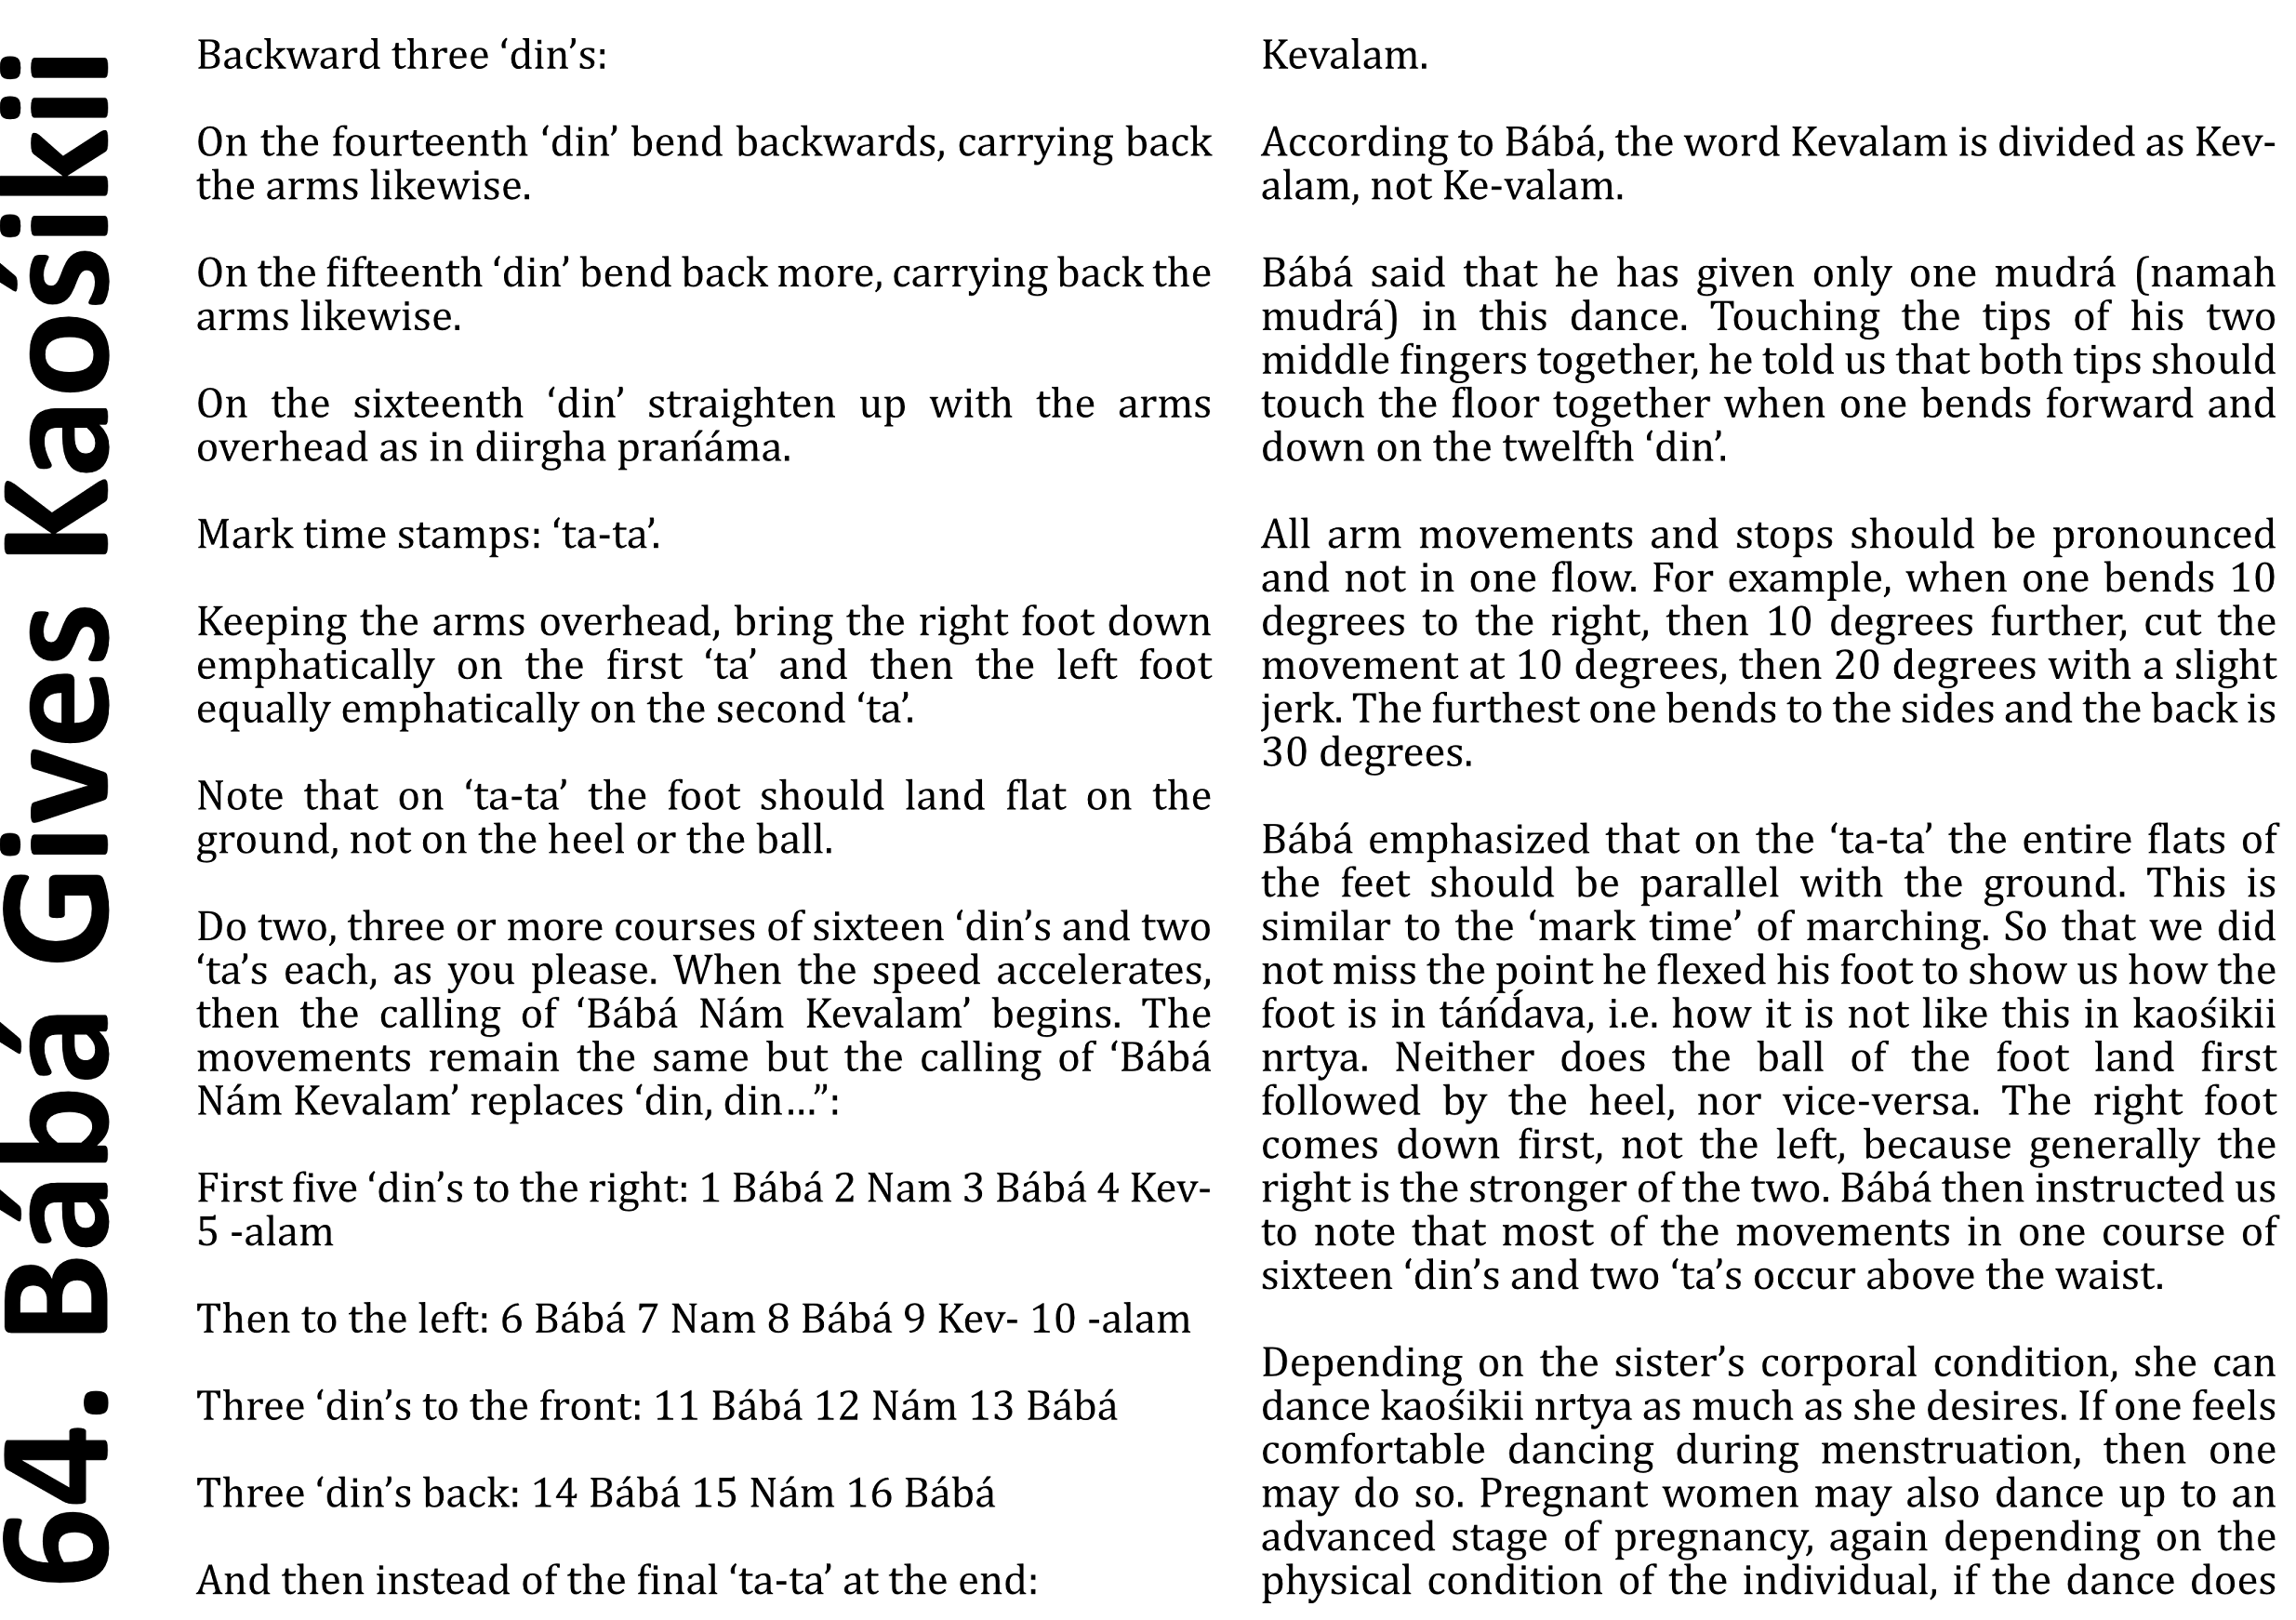 64. Bábá Gives Kaośikii
Backward three ‘din’s:
On the fourteenth ‘din’ bend backwards, carrying back
the arms likewise.
On the fifteenth ‘din’ bend back more, carrying back the
arms likewise.
On the sixteenth ‘din’ straighten up with the arms
overhead as in diirgha prańáma.
Mark time stamps: ‘ta-ta’.
Keeping the arms overhead, bring the right foot down
emphatically on the first ‘ta’ and then the left foot
equally emphatically on the second ‘ta’.
Note that on ‘ta-ta’ the foot should land flat on the
ground, not on the heel or the ball.
Do two, three or more courses of sixteen ‘din’s and two
‘ta’s each, as you please. When the speed accelerates,
then the calling of ‘Bábá Nám Kevalam’ begins. The
movements remain the same but the calling of ‘Bábá
Nám Kevalam’ replaces ‘din, din…”:
First five ‘din’s to the right: 1 Bábá 2 Nam 3 Bábá 4 Kev-
5 -alam
Then to the left: 6 Bábá 7 Nam 8 Bábá 9 Kev- 10 -alam
Three ‘din’s to the front: 11 Bábá 12 Nám 13 Bábá
Three ‘din’s back: 14 Bábá 15 Nám 16 Bábá
And then instead of the final ‘ta-ta’ at the end:
Kevalam.
According to Bábá, the word Kevalam is divided as Kev-
alam, not Ke-valam.
Bábá said that he has given only one mudrá (namah
mudrá) in this dance. Touching the tips of his two
middle fingers together, he told us that both tips should
touch the floor together when one bends forward and
down on the twelfth ‘din’.
All arm movements and stops should be pronounced
and not in one flow. For example, when one bends 10
degrees to the right, then 10 degrees further, cut the
movement at 10 degrees, then 20 degrees with a slight
jerk. The furthest one bends to the sides and the back is
30 degrees.
Bábá emphasized that on the ‘ta-ta’ the entire flats of
the feet should be parallel with the ground. This is
similar to the ‘mark time’ of marching. So that we did
not miss the point he flexed his foot to show us how the
foot is in táńd́ava, i.e. how it is not like this in kaośikii
nrtya. Neither does the ball of the foot land first
followed by the heel, nor vice-versa. The right foot
comes down first, not the left, because generally the
right is the stronger of the two. Bábá then instructed us
to note that most of the movements in one course of
sixteen ‘din’s and two ‘ta’s occur above the waist.
Depending on the sister’s corporal condition, she can
dance kaośikii nrtya as much as she desires. If one feels
comfortable dancing during menstruation, then one
may do so. Pregnant women may also dance up to an
advanced stage of pregnancy, again depending on the
physical condition of the individual, if the dance does